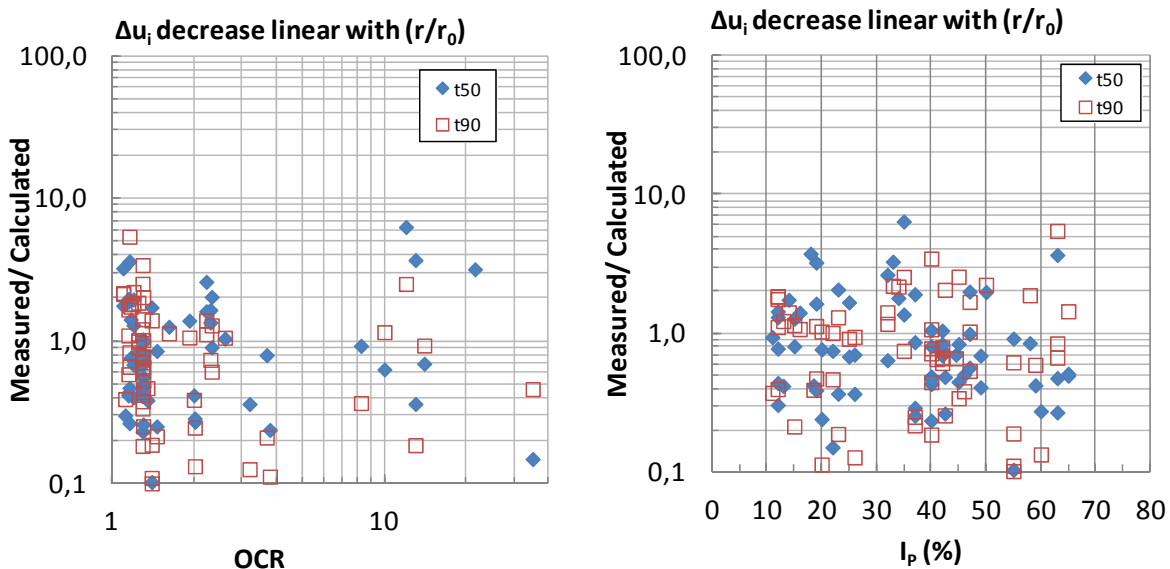 Δuᵢ decrease linear with (r/r₀)
100,0
10,0
1,0
0,1
Measured/ Calculated
t50
t90
1
10
OCR
Δuᵢ decrease linear with (r/r₀)
100,0
10,0
1,0
0,1
Measured/ Calculated
t50
t90
0 10 20 30 40 50 60 70 80
Iₚ (%)